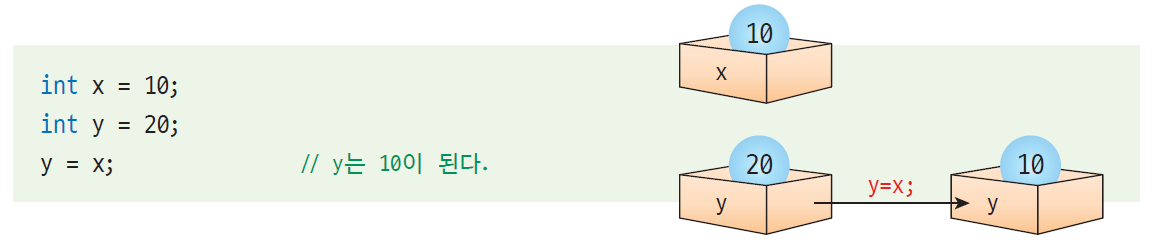 int x = 10;
int y = 20;
y = x; // y는 10이 된다.
10
x
20
y
y=x;
10
y